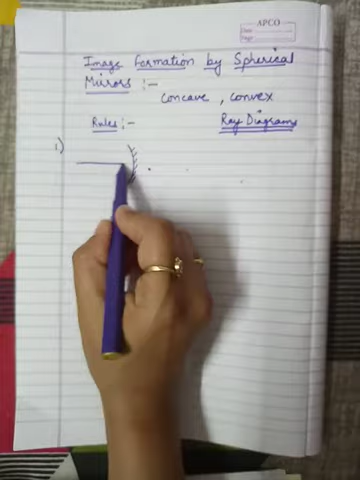 APCO
Date
Page
Image Formation by Spherical
Mirrors :-
Concave , convex
Rules :-
Ray Diagrams
1)